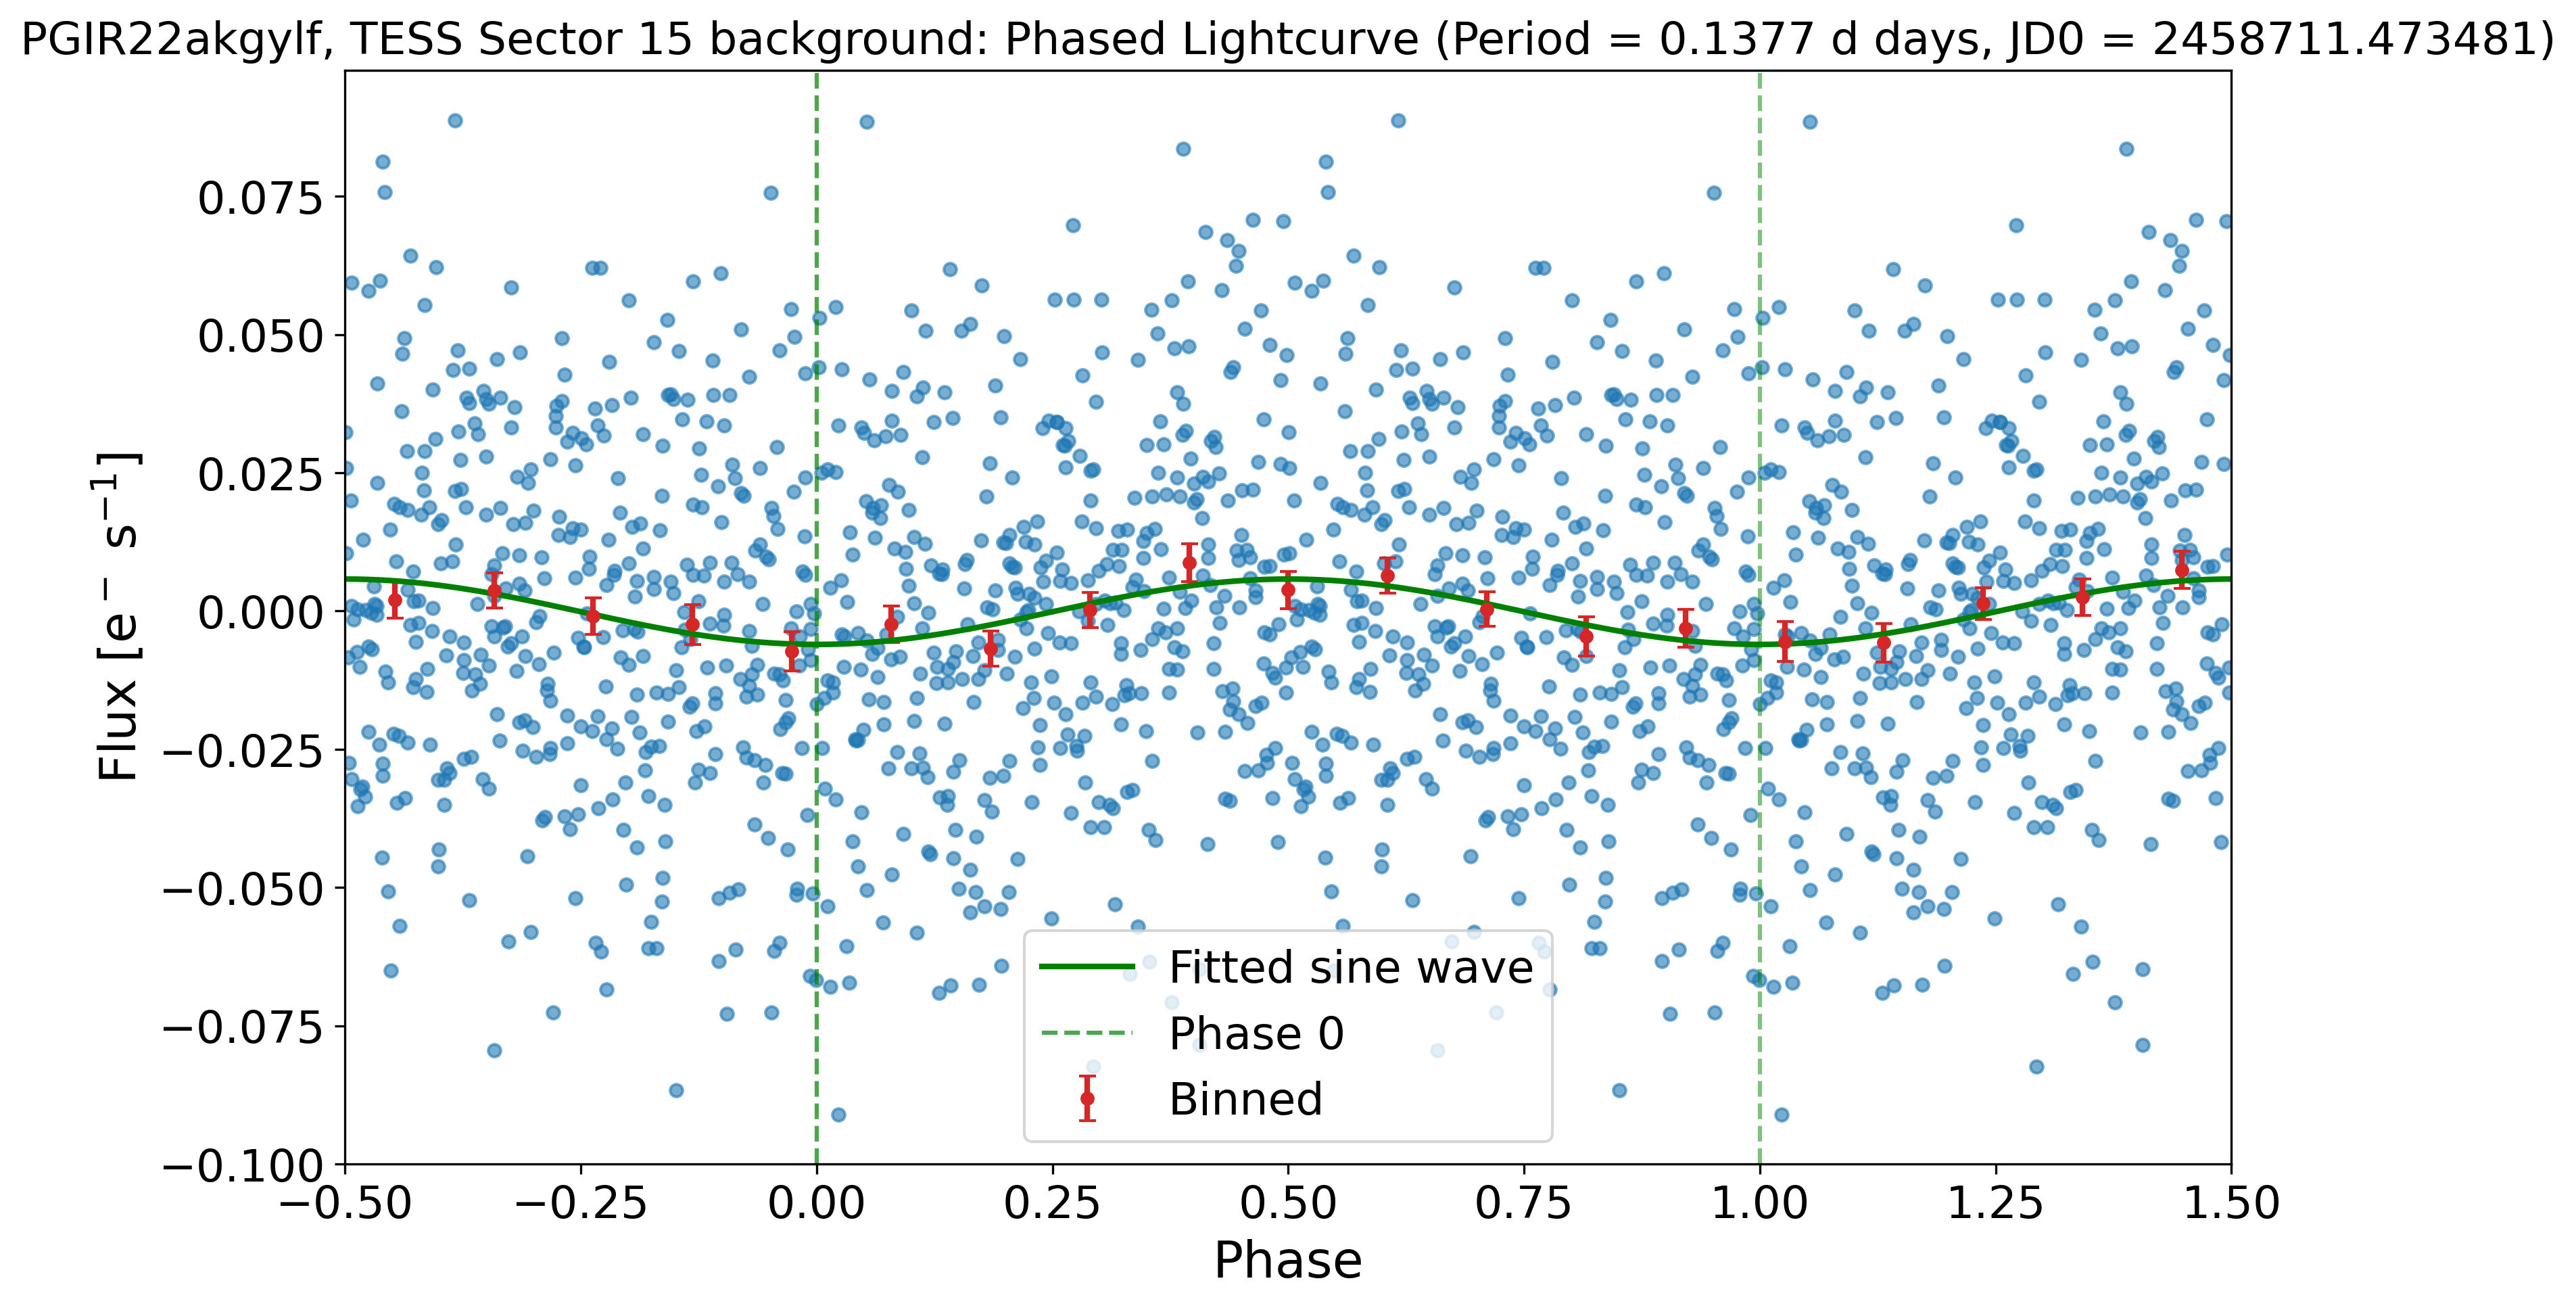 PGIR22akgylf, TESS Sector 15 background: Phased Lightcurve (Period = 0.1377 d days, JD0 = 2458711.473481)
Flux [e⁻ s⁻¹]
0.075
0.050
0.025
0.000
−0.025
−0.050
−0.075
−0.100
Fitted sine wave
Phase 0
Binned
−0.50 −0.25 0.00 0.25 0.50 0.75 1.00 1.25 1.50
Phase